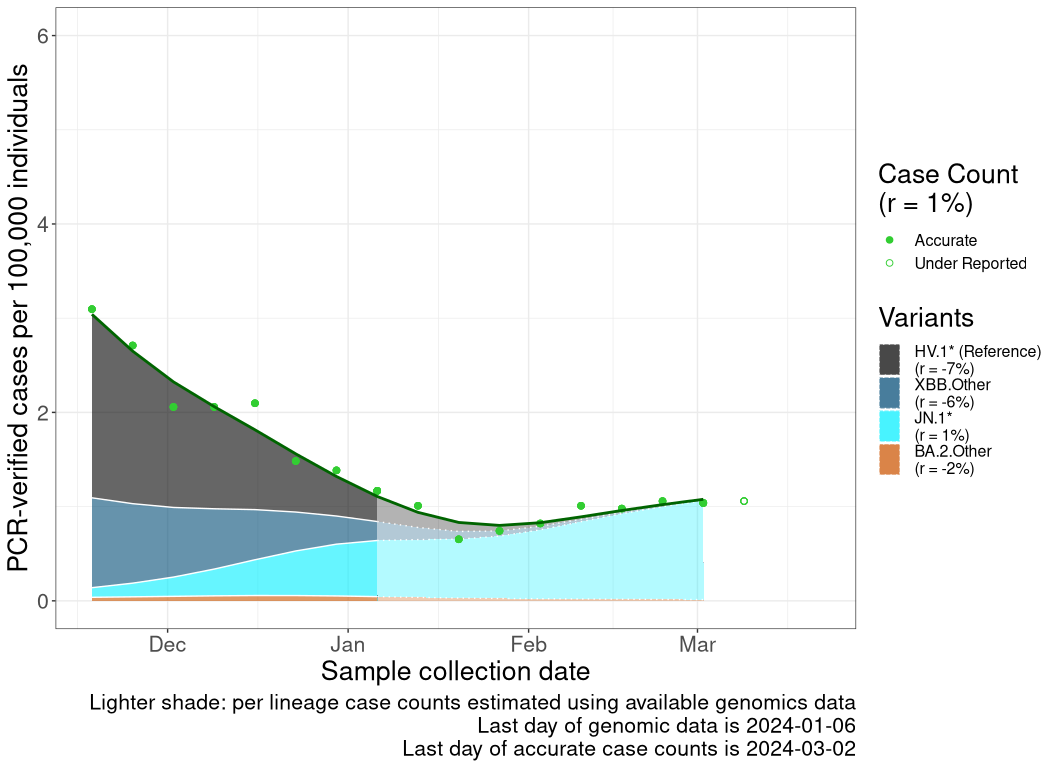 PCR-verified cases per 100,000 individuals
6
4
2
0
Dec
Jan
Feb
Mar
Sample collection date
Lighter shade: per lineage case counts estimated using available genomics data
Last day of genomic data is 2024-01-06
Last day of accurate case counts is 2024-03-02
Case Count
(r = 1%)
Accurate
Under Reported
Variants
HV.1* (Reference)
(r = -7%)
XBB.Other
(r = -6%)
JN.1*
(r = 1%)
BA.2.Other
(r = -2%)